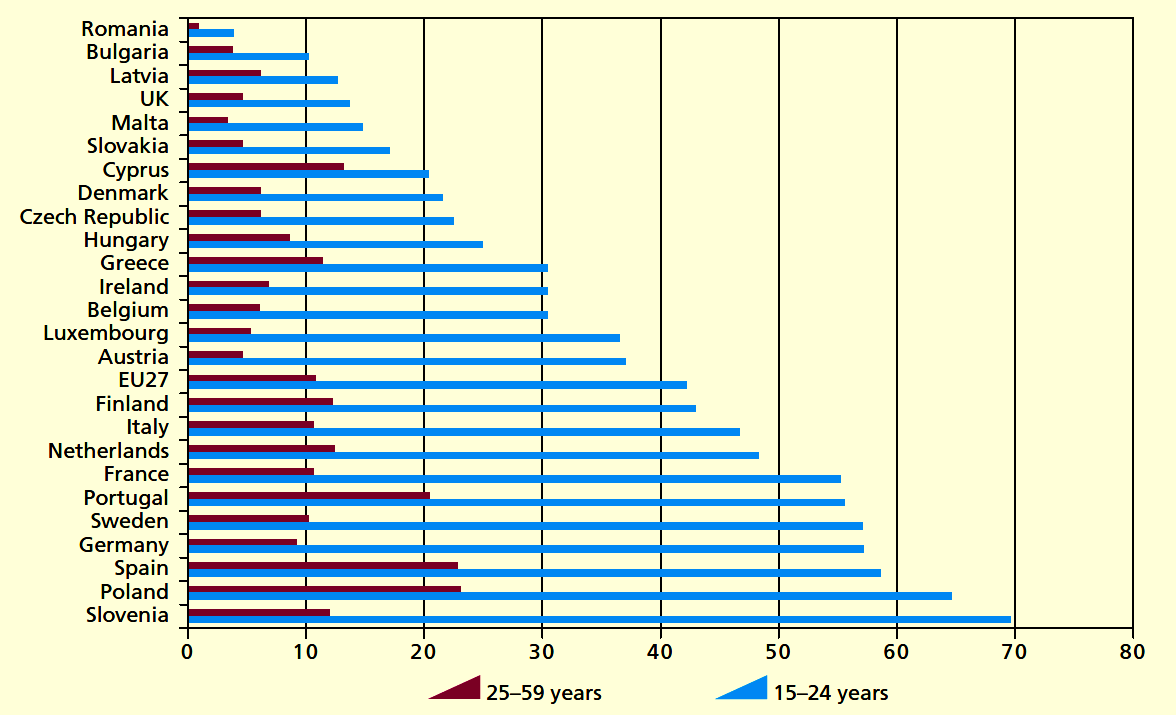 Romania
Bulgaria
Latvia
UK
Malta
Slovakia
Cyprus
Denmark
Czech Republic
Hungary
Greece
Ireland
Belgium
Luxembourg
Austria
EU27
Finland
Italy
Netherlands
France
Portugal
Sweden
Germany
Spain
Poland
Slovenia
0 10 20 30 40 50 60 70 80
25–59 years 15–24 years